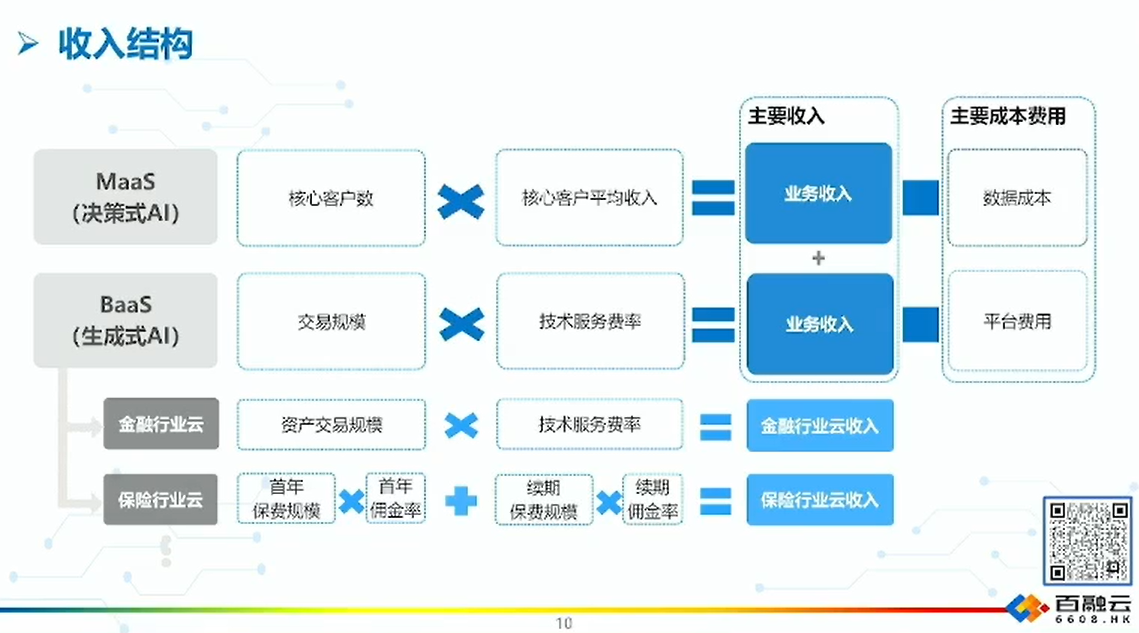 收入结构
主要收入
主要成本费用
MaaS
(决策式AI)
核心客户数
核心客户平均收入
业务收入
数据成本
+
BaaS
(生成式AI)
交易规模
技术服务费率
业务收入
平台费用
金融行业云
资产交易规模
技术服务费率
金融行业云收入
保险行业云
首年
保费规模
首年
佣金率
续期
保费规模
续期
佣金率
保险行业云收入
百融云
6608.HK
10